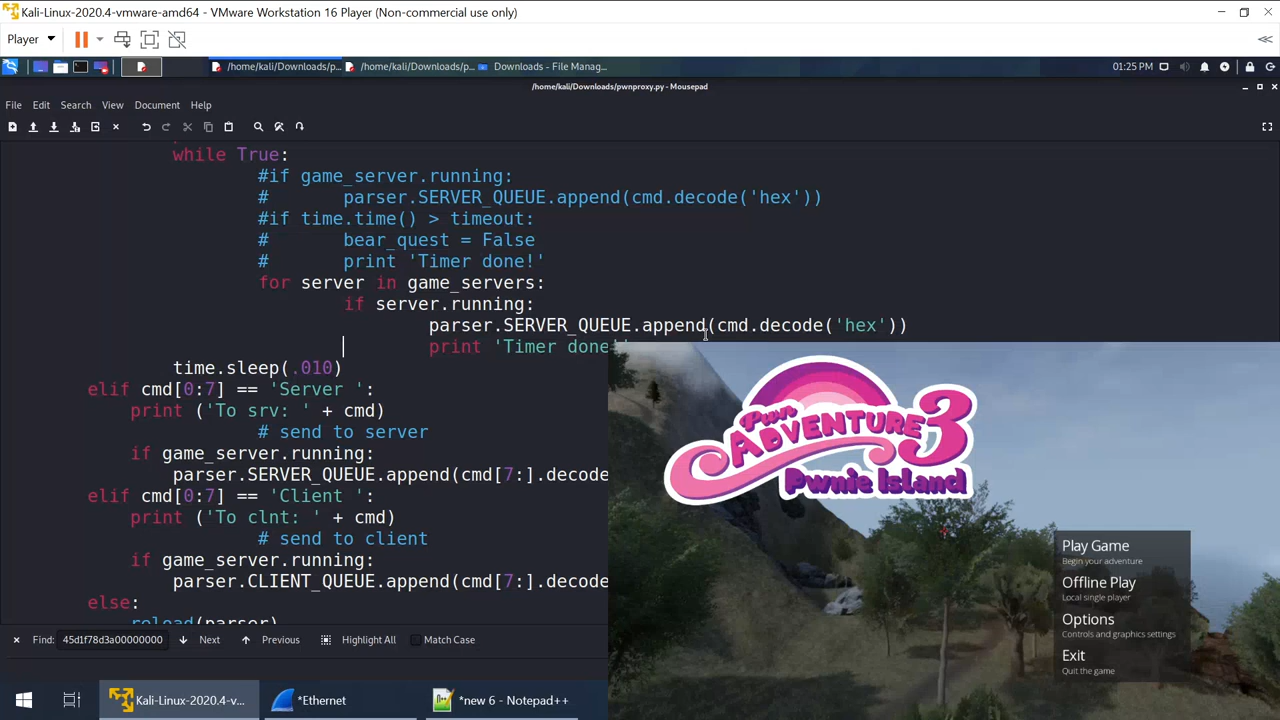 Kali-Linux-2020.4-vmware-amd64 - VMware Workstation 16 Player (Non-commercial use only)
Player
/home/kali/Downloads/p... /home/kali/Downloads/p... Downloads - File Manag... 01:25 PM
/home/kali/Downloads/pwnproxy.py - Mousepad
File Edit Search View Document Help
while True:
#if game_server.running:
# parser.SERVER_QUEUE.append(cmd.decode('hex'))
#if time.time() > timeout:
# bear_quest = False
# print 'Timer done!'
for server in game_servers:
if server.running:
parser.SERVER_QUEUE.append(cmd.decode('hex'))
print 'Timer done!'
time.sleep(.010)
elif cmd[0:7] == 'Server ':
print ('To srv: ' + cmd)
# send to server
if game_server.running:
parser.SERVER_QUEUE.append(cmd[7:].decode
elif cmd[0:7] == 'Client ':
print ('To clnt: ' + cmd)
# send to client
if game_server.running:
parser.CLIENT_QUEUE.append(cmd[7:].decode
else:
reload(parser)
Find: 45d1f78d3a00000000 Next Previous Highlight All Match Case
Kali-Linux-2020.4-v... *Ethernet *new 6 - Notepad++
Pwn
Adventure 3
Pwnie Island
Play Game
Begin your adventure
Offline Play
Local single player
Options
Controls and graphics settings
Exit
Quit the game